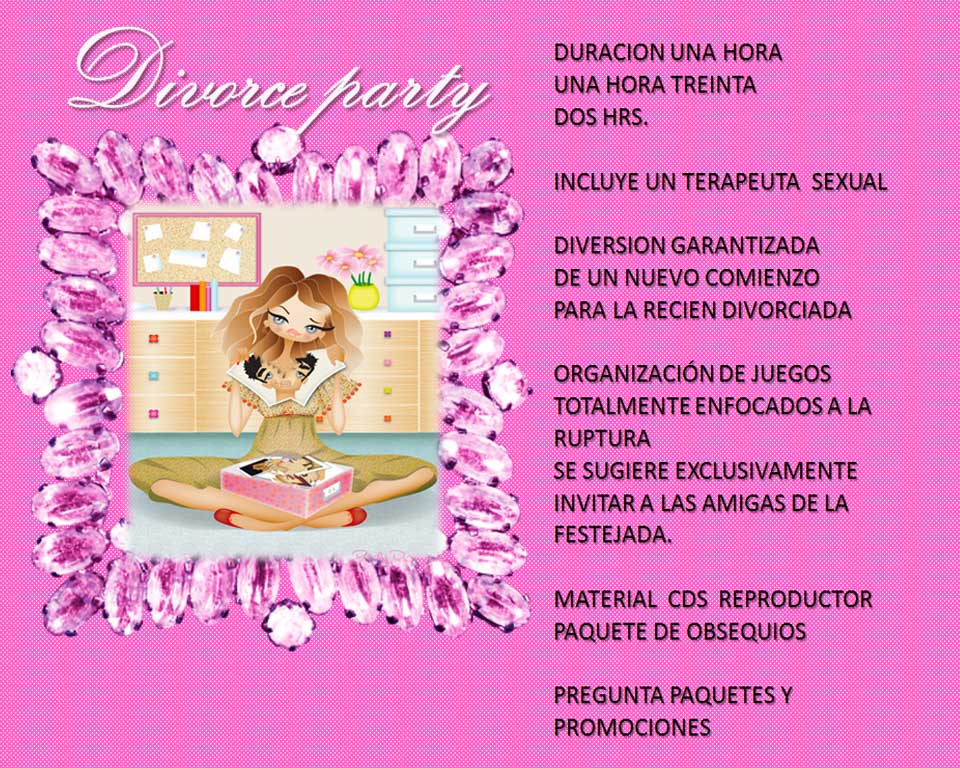 Divorce party
DURACION UNA HORA
UNA HORA TREINTA
DOS HRS.
INCLUYE UN TERAPEUTA SEXUAL
DIVERSION GARANTIZADA
DE UN NUEVO COMIENZO
PARA LA RECIEN DIVORCIADA
ORGANIZACIÓN DE JUEGOS
TOTALMENTE ENFOCADOS A LA
RUPTURA
SE SUGIERE EXCLUSIVAMENTE
INVITAR A LAS AMIGAS DE LA
FESTEJADA.
MATERIAL CDS REPRODUCTOR
PAQUETE DE OBSEQUIOS
PREGUNTA PAQUETES Y
PROMOCIONES